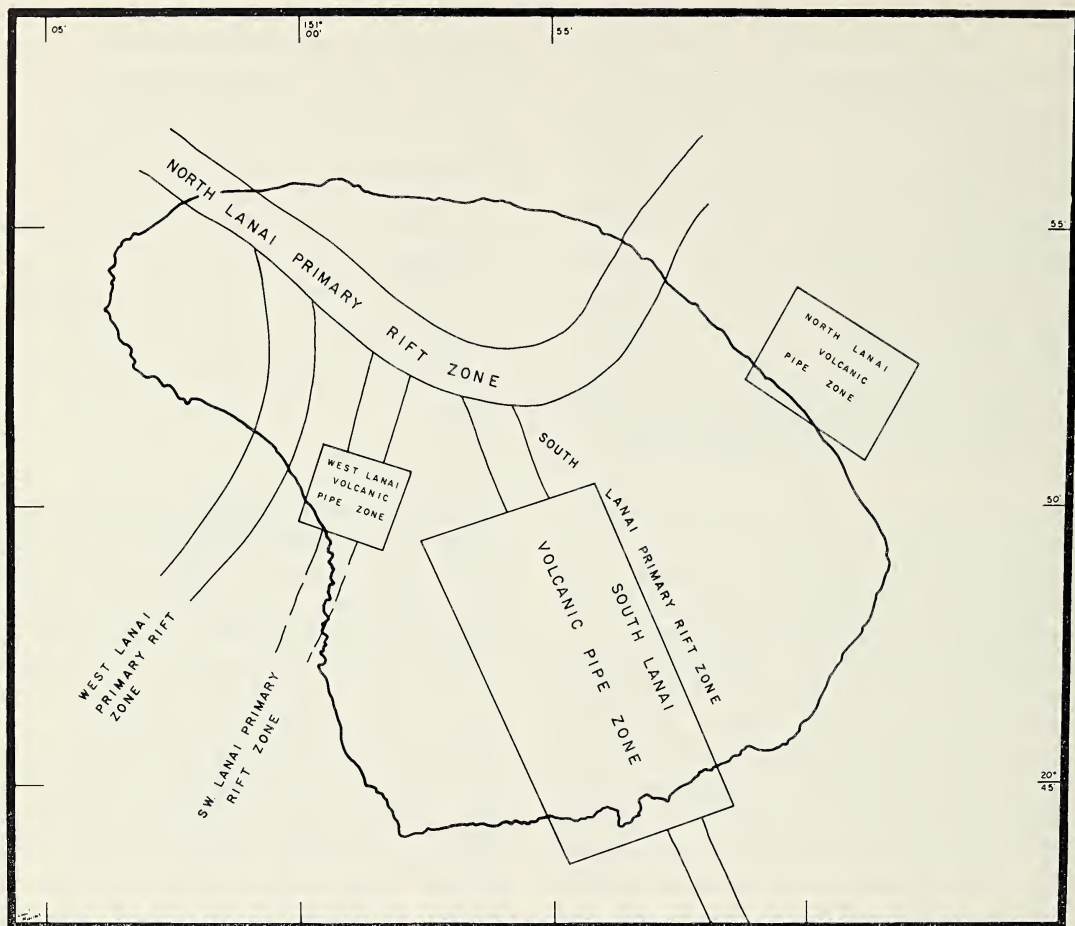 05'
151°
00'
55'
NORTH LANAI PRIMARY RIFT ZONE
55'
NORTH LANAI
VOLCANIC
PIPE ZONE
WEST LANAI
VOLCANIC
PIPE ZONE
SOUTH LANAI PRIMARY RIFT ZONE
50'
SOUTH LANAI
VOLCANIC PIPE ZONE
WEST LANAI
PRIMARY RIFT
ZONE
SW. LANAI PRIMARY
RIFT ZONE
20°
45'